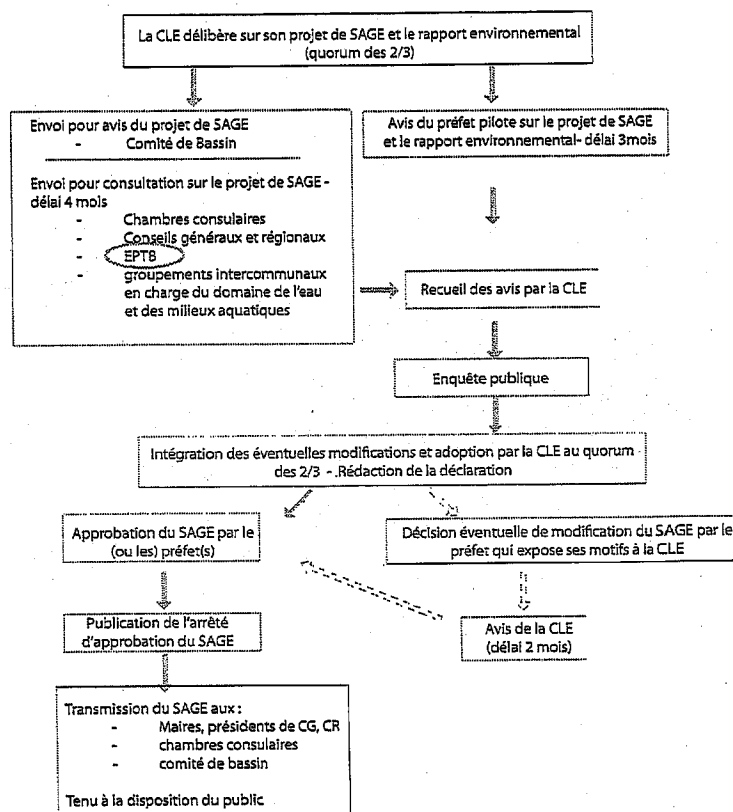 La CLE délibère sur son projet de SAGE et le rapport environnemental
(quorum des 2/3)
Envoi pour avis du projet de SAGE
- Comité de Bassin
Envoi pour consultation sur le projet de SAGE -
délai 4 mois
- Chambres consulaires
- Conseils généraux et régionaux
- EPTB
- groupements intercommunaux
en charge du domaine de l'eau
et des milieux aquatiques
Avis du préfet pilote sur le projet de SAGE
et le rapport environnemental- délai 3mois
Recueil des avis par la CLE
Enquête publique
Intégration des éventuelles modifications et adoption par la CLE au quorum
des 2/3 - .Rédaction de la déclaration
Approbation du SAGE par le
(ou les) préfet(s)
Décision éventuelle de modification du SAGE par le
préfet qui expose ses motifs à la CLE
Publication de l'arrêté
d'approbation du SAGE
Avis de la CLE
(délai 2 mois)
Transmission du SAGE aux :
- Maires, présidents de CG, CR
- chambres consulaires
- comité de bassin
Tenu à la disposition du public